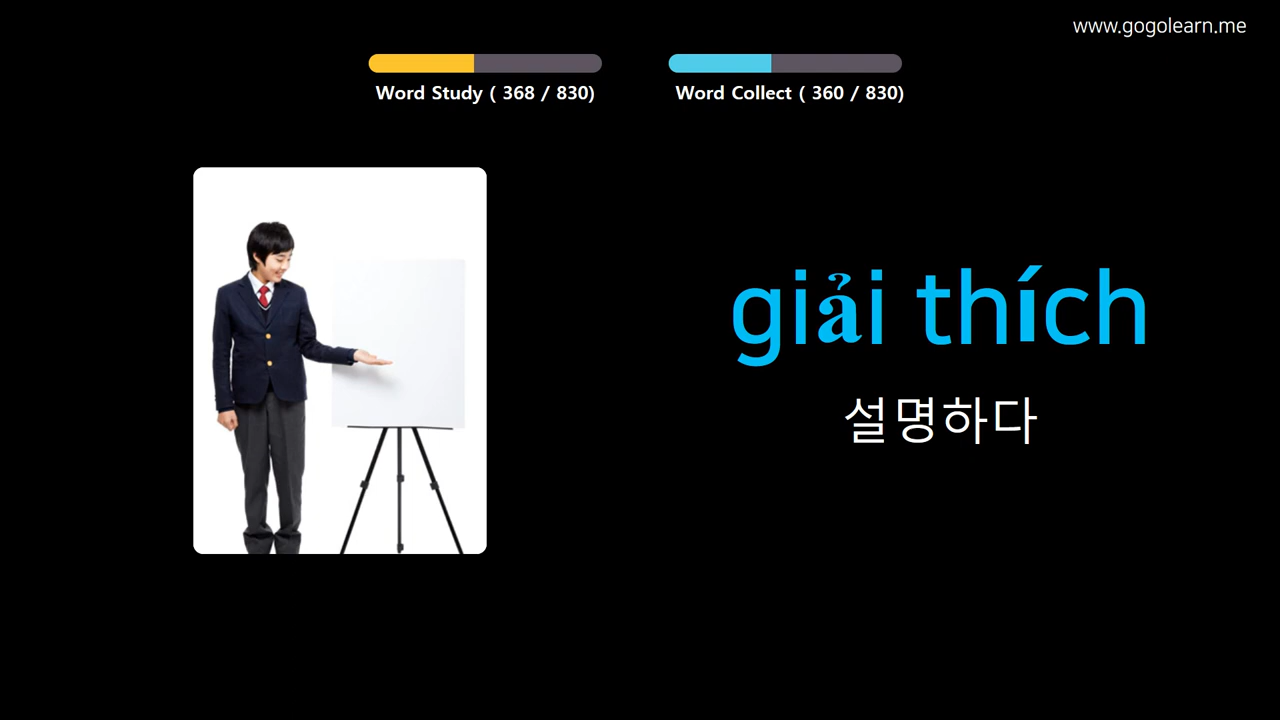 www.gogolearn.me
Word Study ( 368 / 830)
Word Collect ( 360 / 830)
giải thích
설명하다